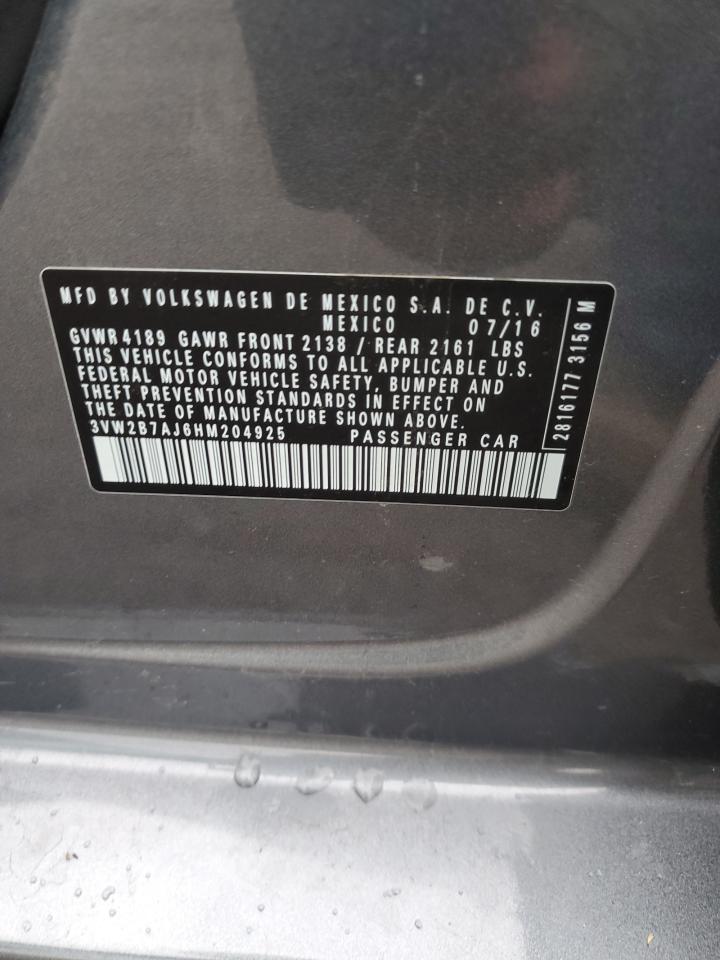 MFD BY VOLKSWAGEN DE MEXICO S.A. DE C.V.
MEXICO 07/16
GVWR 4189 GAWR FRONT 2138 / REAR 2161 LBS
THIS VEHICLE CONFORMS TO ALL APPLICABLE U.S.
FEDERAL MOTOR VEHICLE SAFETY, BUMPER AND
THEFT PREVENTION STANDARDS IN EFFECT ON
THE DATE OF MANUFACTURE SHOWN ABOVE.
3VW2B7AJ6HM204925 PASSENGER CAR
2816177 3156 M